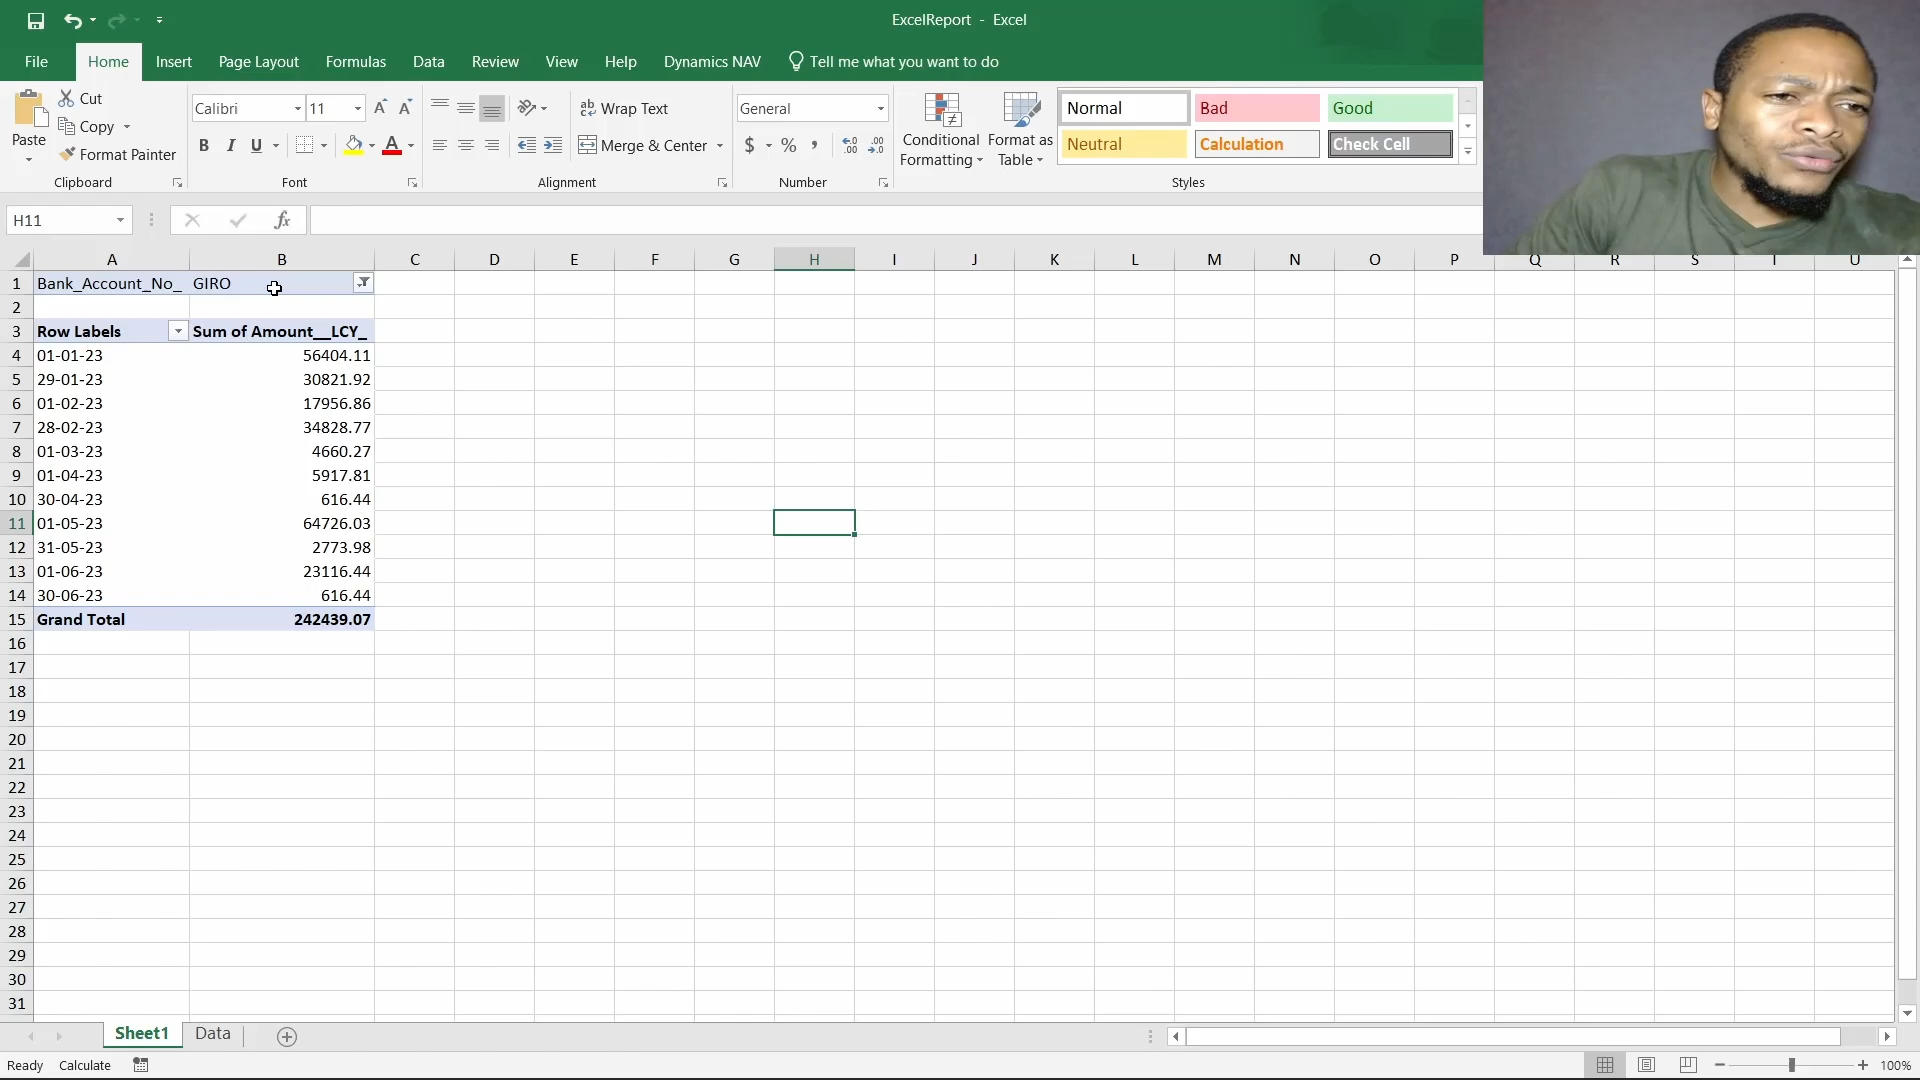 ExcelReport - Excel
File Home Insert Page Layout Formulas Data Review View Help Dynamics NAV Tell me what you want to do
Paste
Cut
Copy
Format Painter
Clipboard
Calibri 11
B I U A
Font
Wrap Text
Merge & Center
Alignment
General
$ % ,
Number
Conditional Formatting
Format as Table
Normal Bad Good
Neutral Calculation Check Cell
Styles
H11 fx
A B C D E F G H I J K L M N O P Q R S T U
1 Bank_Account_No_ GIRO
2
3 Row Labels Sum of Amount__LCY_
4 01-01-23 56404.11
5 29-01-23 30821.92
6 01-02-23 17956.86
7 28-02-23 34828.77
8 01-03-23 4660.27
9 01-04-23 5917.81
10 30-04-23 616.44
11 01-05-23 64726.03
12 31-05-23 2773.98
13 01-06-23 23116.44
14 30-06-23 616.44
15 Grand Total 242439.07
16
17
18
19
20
21
22
23
24
25
26
27
28
29
30
31
Sheet1 Data
Ready Calculate 100%